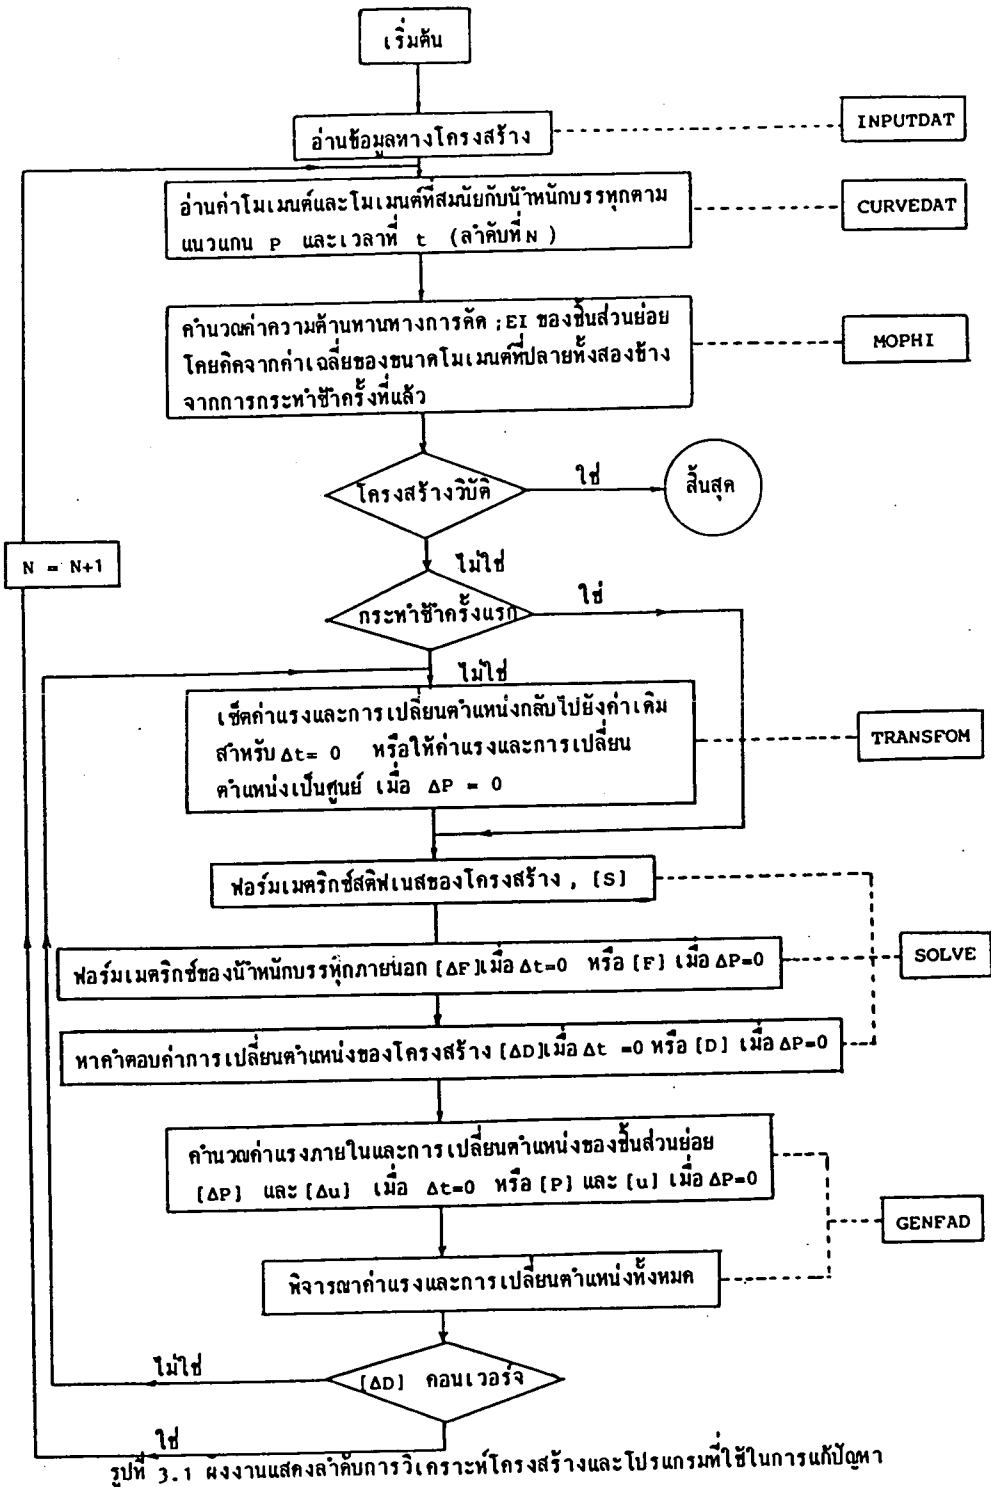 เริ่มต้น
อ่านข้อมูลทางโครงสร้าง
INPUTDAT
อ่านค่าโมเมนต์และโมเมนต์ที่สมนัยกับน้ำหนักบรรทุกตาม
แนวแกน P และเวลาที่ t (ลำดับที่ N )
CURVEDAT
คำนวณค่าความต้านทานทางการดัด ;EI ของชิ้นส่วนย่อย
โดยคิดจากค่าเฉลี่ยของขนาดโมเมนต์ที่ปลายทั้งสองข้าง
จากการกระทำซ้ำครั้งที่แล้ว
MOPHI
โครงสร้างวิบัติ
ใช่
สิ้นสุด
ไม่ใช่
N = N+1
กระทำซ้ำครั้งแรก
ใช่
ไม่ใช่
เซ็ตค่าแรงและการเปลี่ยนตำแหน่งกลับไปยังค่าเดิม
สำหรับ Δt= 0 หรือให้ค่าแรงและการเปลี่ยน
ตำแหน่งเป็นศูนย์ เมื่อ ΔP = 0
TRANSFOM
ฟอร์มเมตริกซ์สติฟเนสของโครงสร้าง , [S]
ฟอร์มเมตริกซ์ของน้ำหนักบรรทุกภายนอก [ΔF]เมื่อ Δt=0 หรือ [F] เมื่อ ΔP=0
SOLVE
หาคำตอบค่าการเปลี่ยนตำแหน่งของโครงสร้าง [ΔD]เมื่อ Δt =0 หรือ [D] เมื่อ ΔP=0
คำนวณค่าแรงภายในและการเปลี่ยนตำแหน่งของชิ้นส่วนย่อย
[ΔP] และ [Δu] เมื่อ Δt=0 หรือ [P] และ [u] เมื่อ ΔP=0
GENFAD
พิจารณาค่าแรงและการเปลี่ยนตำแหน่งทั้งหมด
ไม่ใช่
[ΔD] คอนเวอร์จ
ใช่
รูปที่ 3.1 ผังงานแสดงลำดับการวิเคราะห์โครงสร้างและโปรแกรมที่ใช้ในการแก้ปัญหา